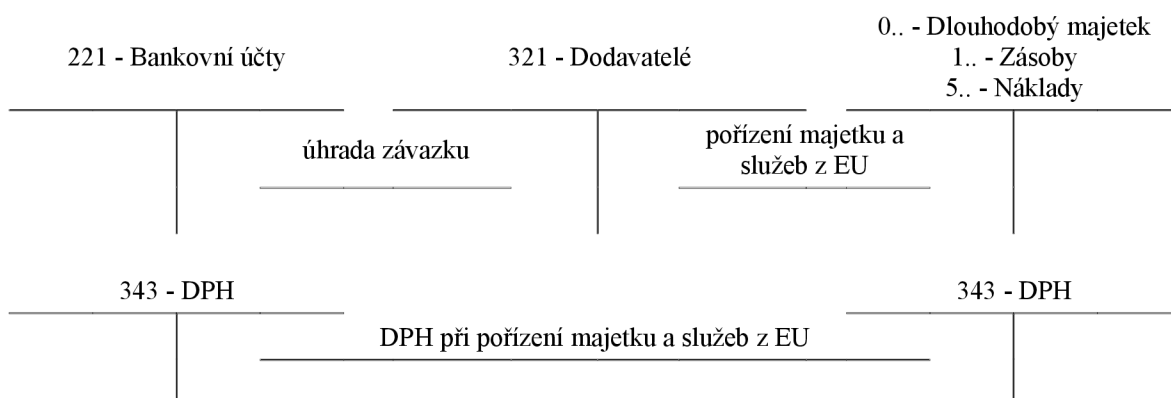 0.. - Dlouhodobý majetek
221 - Bankovní účty
321 - Dodavatelé
1.. - Zásoby
5.. - Náklady
úhrada závazku
pořízení majetku a
služeb z EU
343 - DPH
343 - DPH
DPH při pořízení majetku a služeb z EU